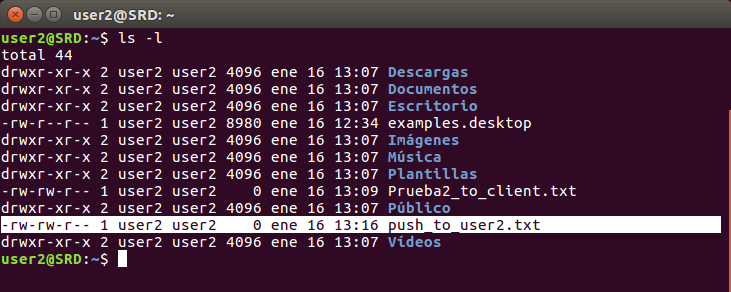 user2@SRD: ~
user2@SRD:~$ ls -l
total 44
drwxr-xr-x 2 user2 user2 4096 ene 16 13:07 Descargas
drwxr-xr-x 2 user2 user2 4096 ene 16 13:07 Documentos
drwxr-xr-x 2 user2 user2 4096 ene 16 13:07 Escritorio
-rw-r--r-- 1 user2 user2 8980 ene 16 12:34 examples.desktop
drwxr-xr-x 2 user2 user2 4096 ene 16 13:07 Imágenes
drwxr-xr-x 2 user2 user2 4096 ene 16 13:07 Música
drwxr-xr-x 2 user2 user2 4096 ene 16 13:07 Plantillas
-rw-rw-r-- 1 user2 user2    0 ene 16 13:09 Prueba2_to_client.txt
drwxr-xr-x 2 user2 user2 4096 ene 16 13:07 Público
-rw-rw-r-- 1 user2 user2    0 ene 16 13:16 push_to_user2.txt
drwxr-xr-x 2 user2 user2 4096 ene 16 13:07 Vídeos
user2@SRD:~$